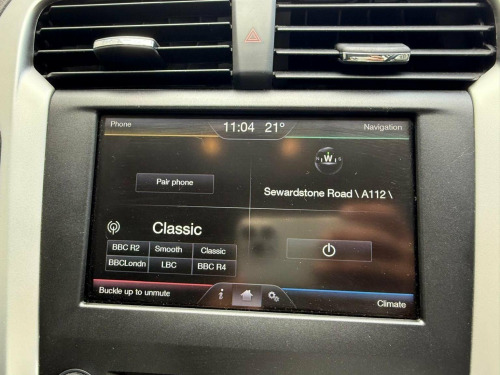 Phone
11:04 21°
Navigation
W
Pair phone
Sewardstone Road \ A112 \
Classic
BBC R2 Smooth Classic
BBCLondn LBC BBC R4
Buckle up to unmute
i
Climate